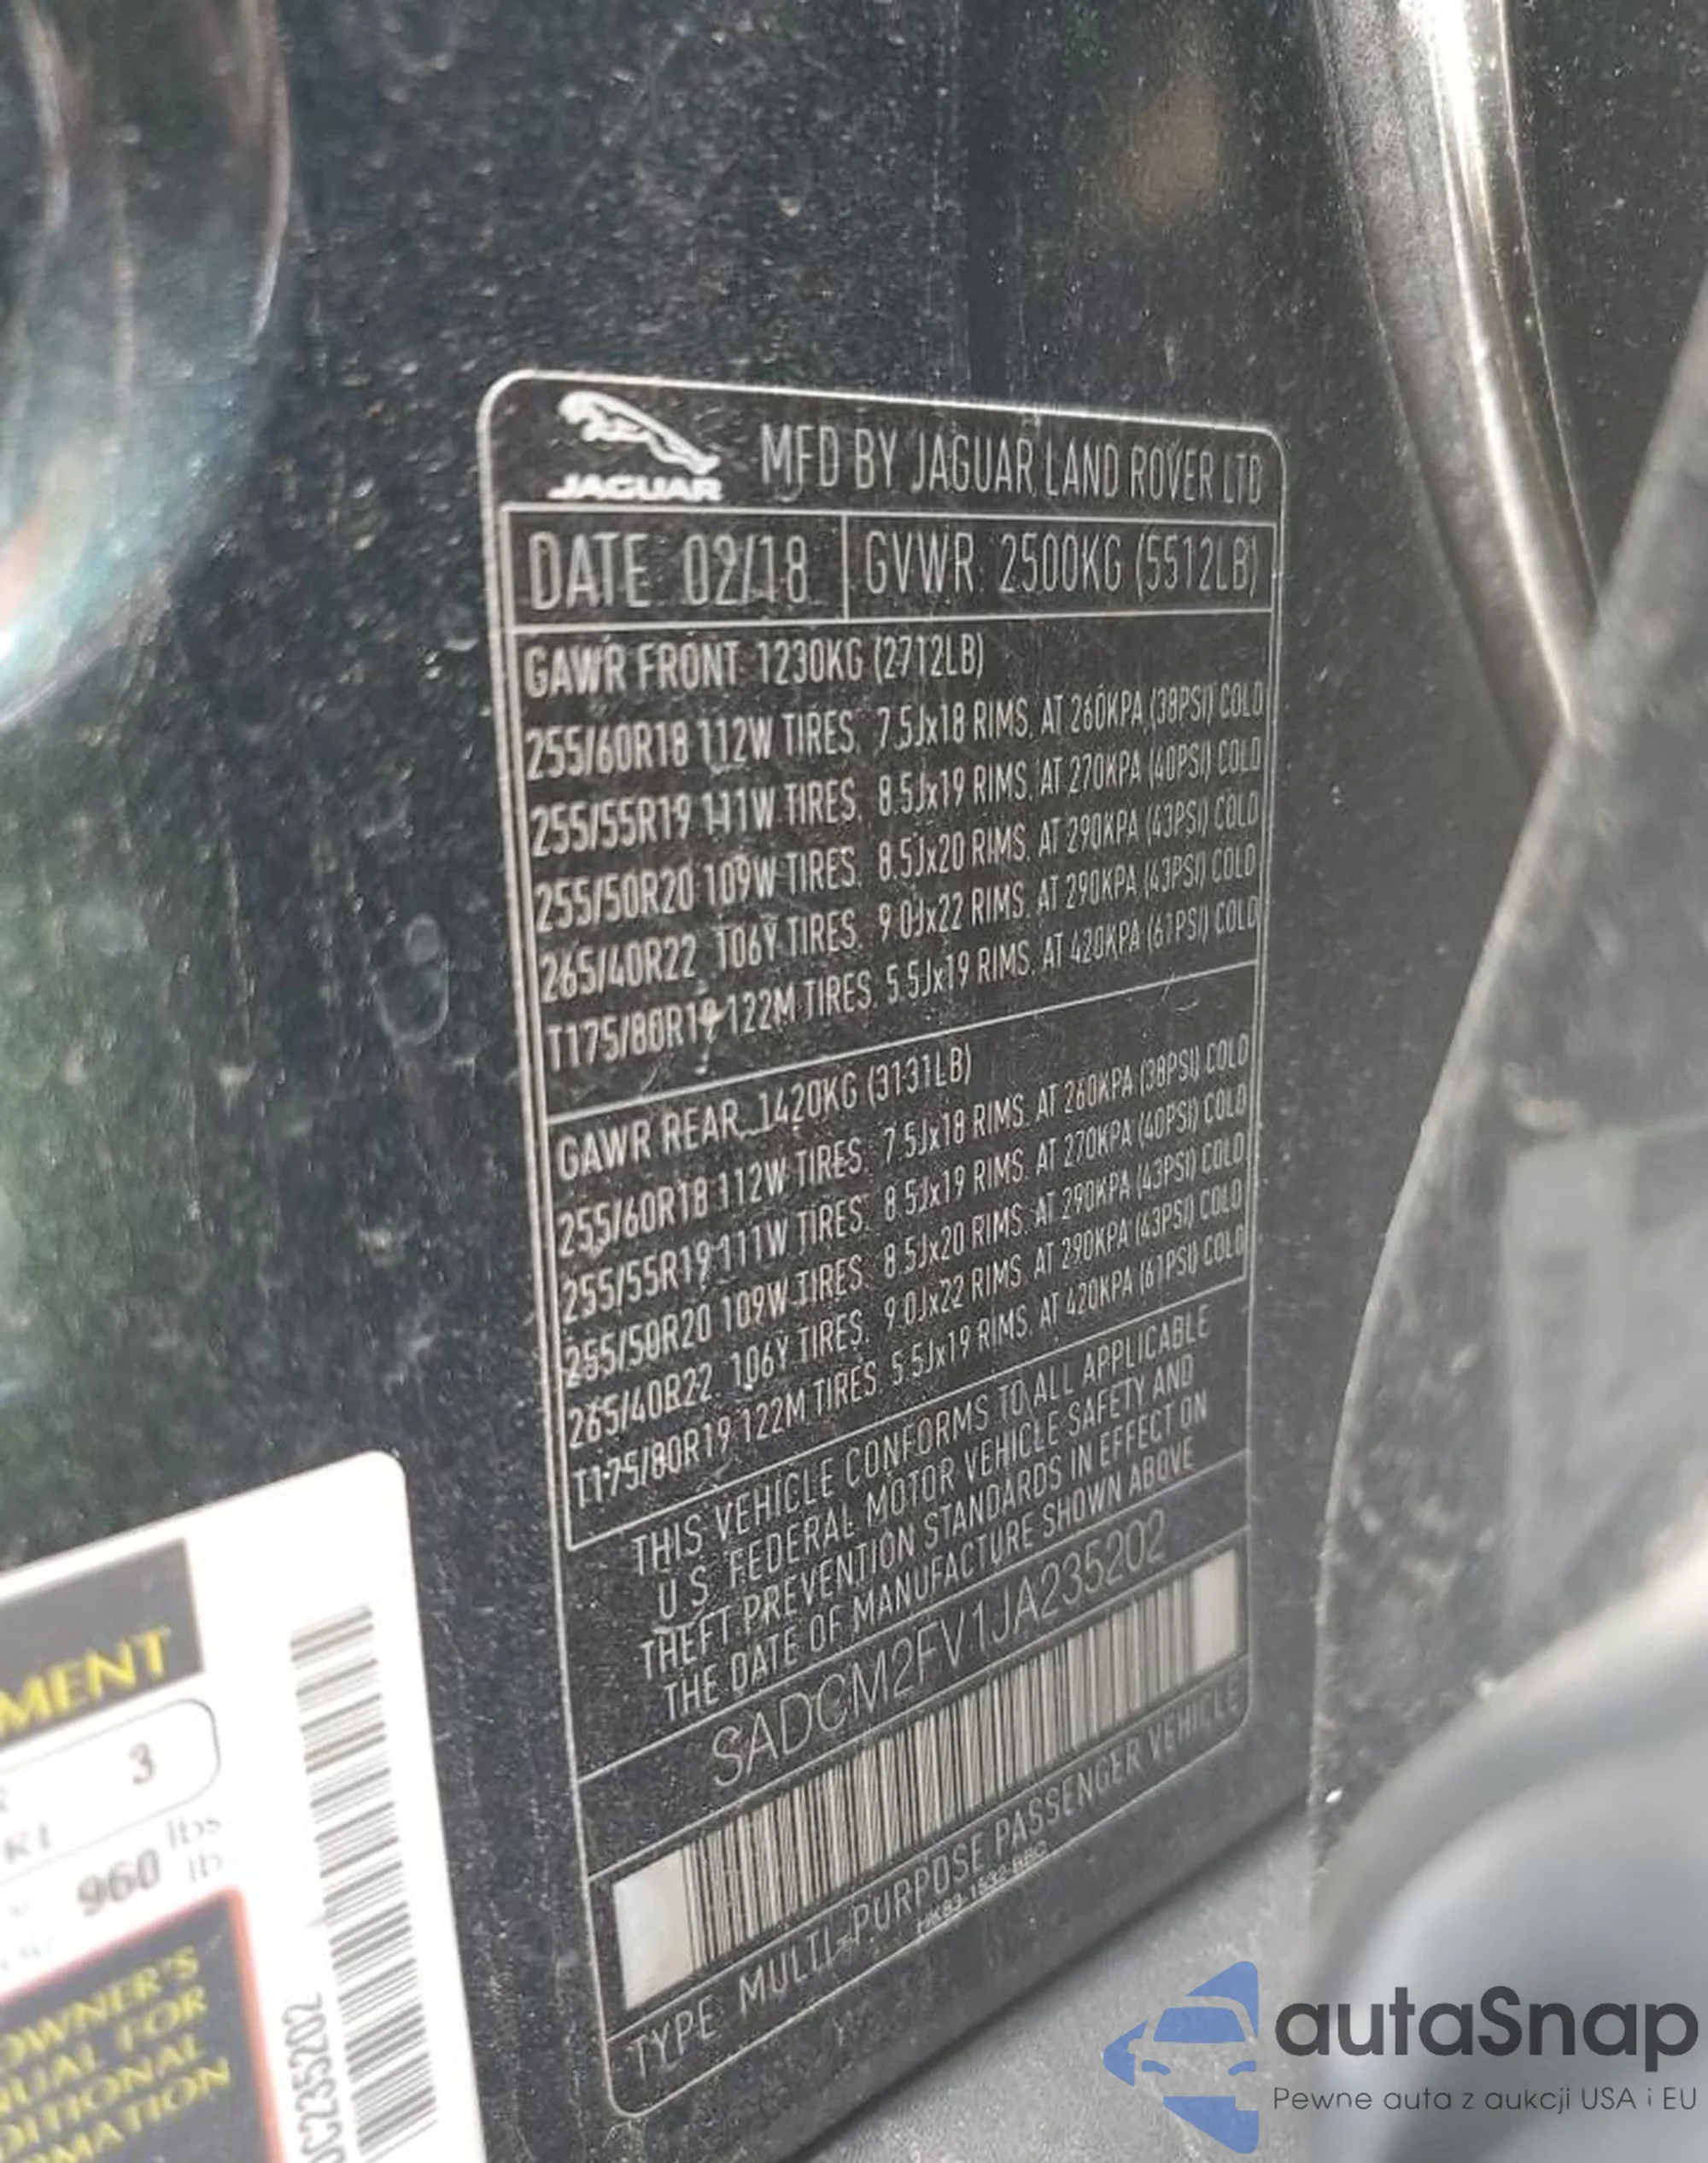 JAGUAR
MFD BY JAGUAR LAND ROVER LTD
DATE: 02/18
GVWR: 2500KG (5512LB)
GAWR FRONT: 1230KG (2712LB)
255/60R18 112W TIRES, 7.5Jx18 RIMS, AT 260KPA (38PSI) COLD
255/55R19 111W TIRES, 8.5Jx19 RIMS, AT 270KPA (40PSI) COLD
255/50R20 109W TIRES, 8.5Jx20 RIMS, AT 290KPA (43PSI) COLD
265/40R22 106Y TIRES, 9.0Jx22 RIMS, AT 290KPA (43PSI) COLD
T175/80R19 122M TIRES, 5.5Jx19 RIMS, AT 420KPA (61PSI) COLD
GAWR REAR: 1420KG (3131LB)
255/60R18 112W TIRES, 7.5Jx18 RIMS, AT 260KPA (38PSI) COLD
255/55R19 111W TIRES, 8.5Jx19 RIMS, AT 270KPA (40PSI) COLD
255/50R20 109W TIRES, 8.5Jx20 RIMS, AT 290KPA (43PSI) COLD
265/40R22 106Y TIRES, 9.0Jx22 RIMS, AT 290KPA (43PSI) COLD
T175/80R19 122M TIRES, 5.5Jx19 RIMS, AT 420KPA (61PSI) COLD
THIS VEHICLE CONFORMS TO ALL APPLICABLE
U.S. FEDERAL MOTOR VEHICLE SAFETY AND
THEFT PREVENTION STANDARDS IN EFFECT ON
THE DATE OF MANUFACTURE SHOWN ABOVE
SADCM2FV1JA235202
TYPE: MULTI-PURPOSE PASSENGER VEHICLE
MENT
3
960 lbs
OWNER'S
UAL FOR
DITIONAL
RMATION
0C235202
autaSnap
Pewne auta z aukcji USA i EU